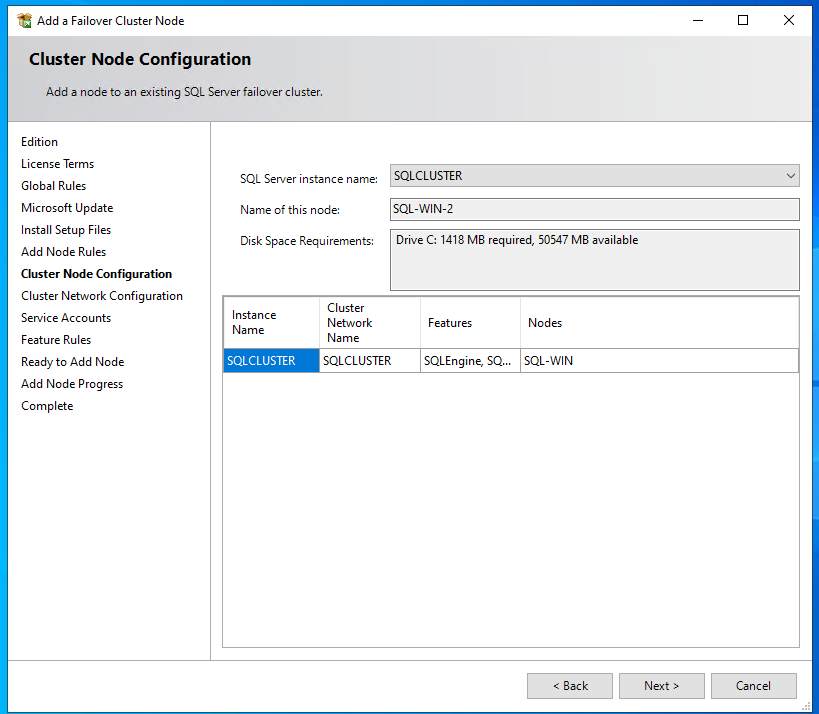 Add a Failover Cluster Node
Cluster Node Configuration
Add a node to an existing SQL Server failover cluster.
Edition
License Terms
Global Rules
Microsoft Update
Install Setup Files
Add Node Rules
Cluster Node Configuration
Cluster Network Configuration
Service Accounts
Feature Rules
Ready to Add Node
Add Node Progress
Complete
SQL Server instance name: SQLCLUSTER
Name of this node: SQL-WIN-2
Disk Space Requirements: Drive C: 1418 MB required, 50547 MB available
Instance
Name
Cluster
Network
Name
Features
Nodes
SQLCLUSTER SQLCLUSTER SQLEngine, SQ... SQL-WIN
< Back Next > Cancel